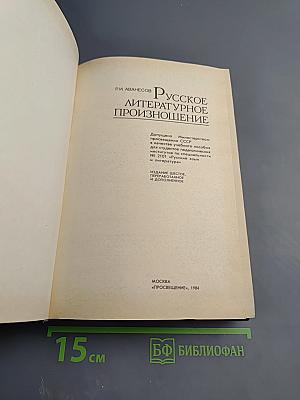 Р. И. АВАНЕСОВ
РУССКОЕ
ЛИТЕРАТУРНОЕ
ПРОИЗНОШЕНИЕ
Допущено Министерством
просвещения СССР
в качестве учебного пособия
для студентов педагогических
институтов по специальности
№ 2101 «Русский язык
и литература»
ИЗДАНИЕ ШЕСТОЕ,
ПЕРЕРАБОТАННОЕ
И ДОПОЛНЕННОЕ
МОСКВА
«ПРОСВЕЩЕНИЕ», 1984
15 см
БФ БИБЛИОФАН